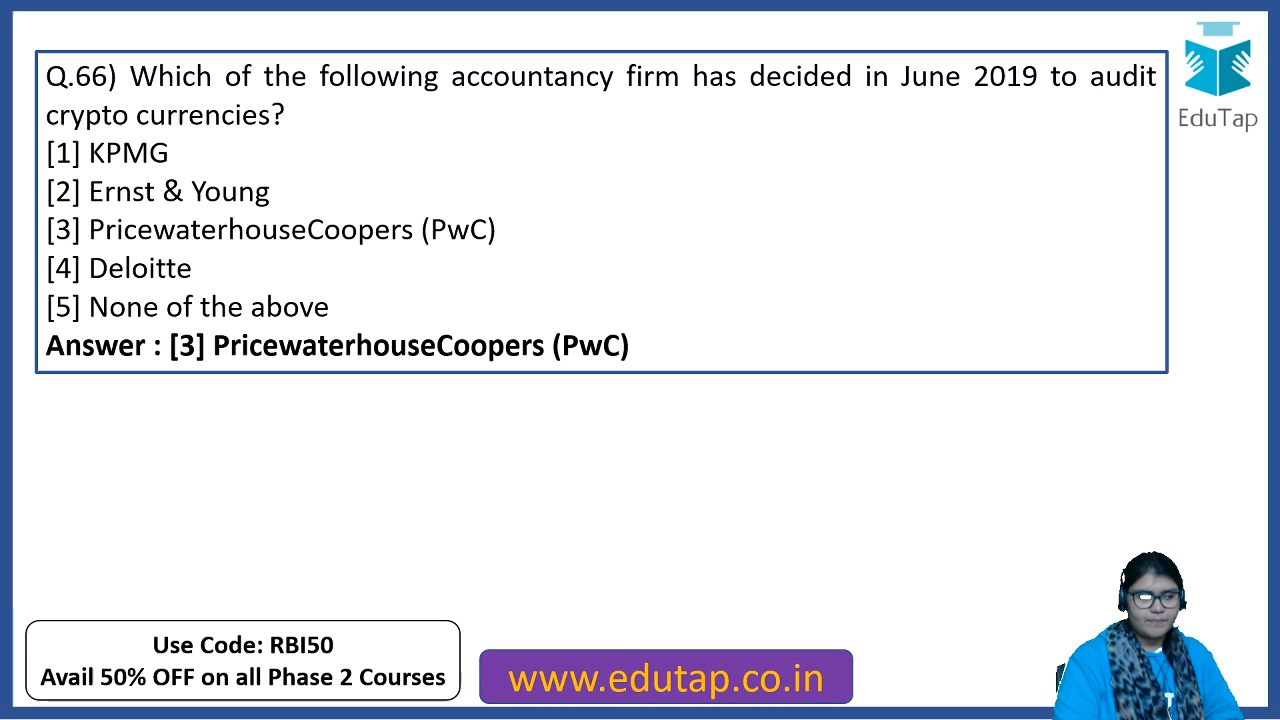 Q.66) Which of the following accountancy firm has decided in June 2019 to audit
crypto currencies?
[1] KPMG
[2] Ernst & Young
[3] PricewaterhouseCoopers (PwC)
[4] Deloitte
[5] None of the above
Answer : [3] PricewaterhouseCoopers (PwC)
EduTap
Use Code: RBI50
Avail 50% OFF on all Phase 2 Courses
www.edutap.co.in